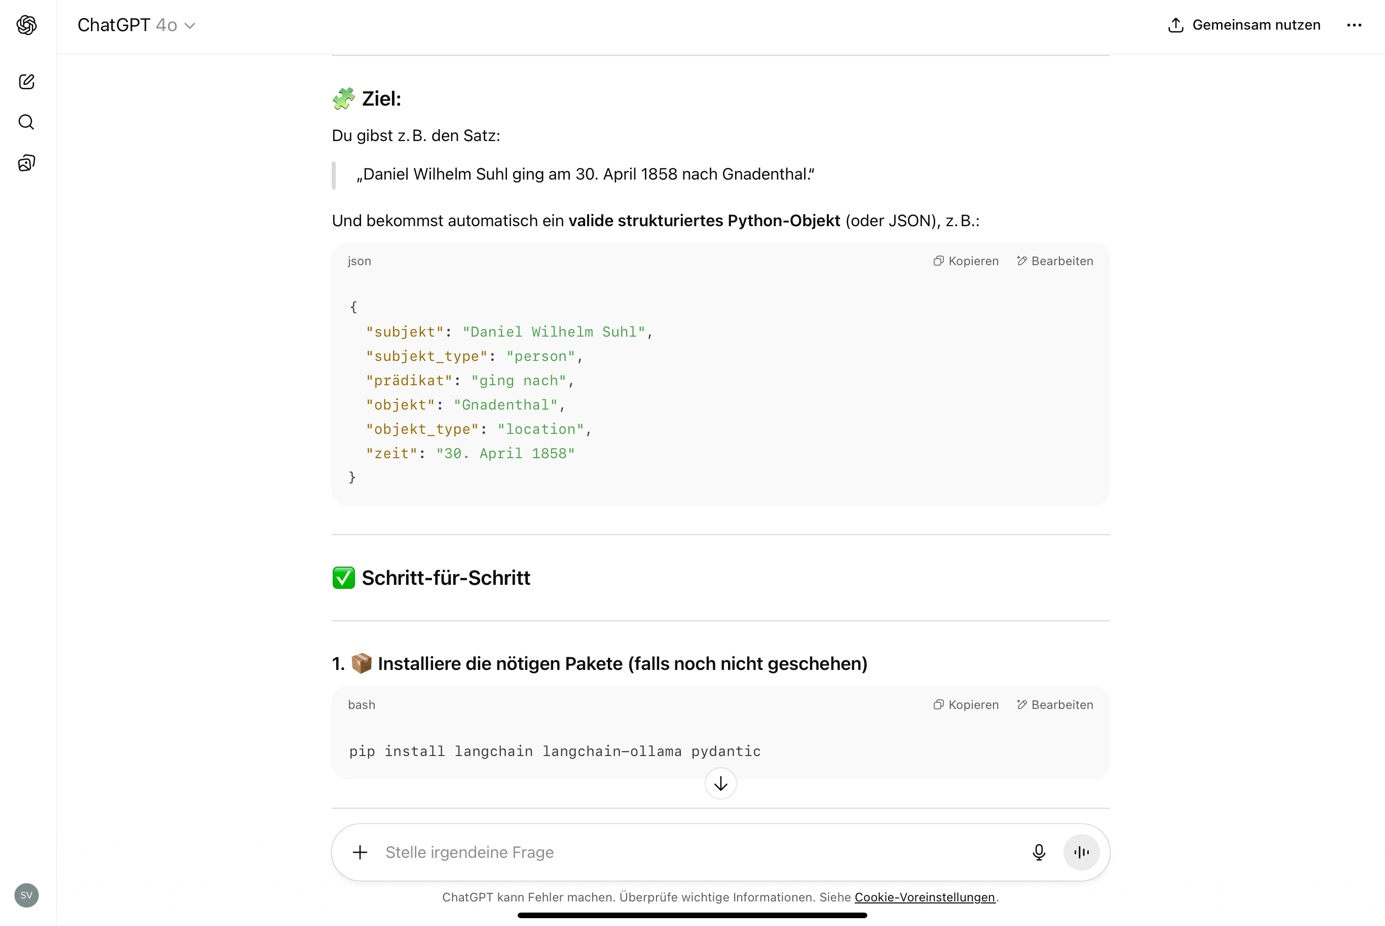 ChatGPT 4o
Gemeinsam nutzen
🧩 Ziel:
Du gibst z. B. den Satz:
„Daniel Wilhelm Suhl ging am 30. April 1858 nach Gnadenthal.“
Und bekommst automatisch ein valide strukturiertes Python-Objekt (oder JSON), z. B.:
json
Kopieren
Bearbeiten
{
  "subjekt": "Daniel Wilhelm Suhl",
  "subjekt_type": "person",
  "prädikat": "ging nach",
  "objekt": "Gnadenthal",
  "objekt_type": "location",
  "zeit": "30. April 1858"
}
✅ Schritt-für-Schritt
1. 📦 Installiere die nötigen Pakete (falls noch nicht geschehen)
bash
Kopieren
Bearbeiten
pip install langchain langchain-ollama pydantic
Stelle irgendeine Frage
SV
ChatGPT kann Fehler machen. Überprüfe wichtige Informationen. Siehe Cookie-Voreinstellungen.